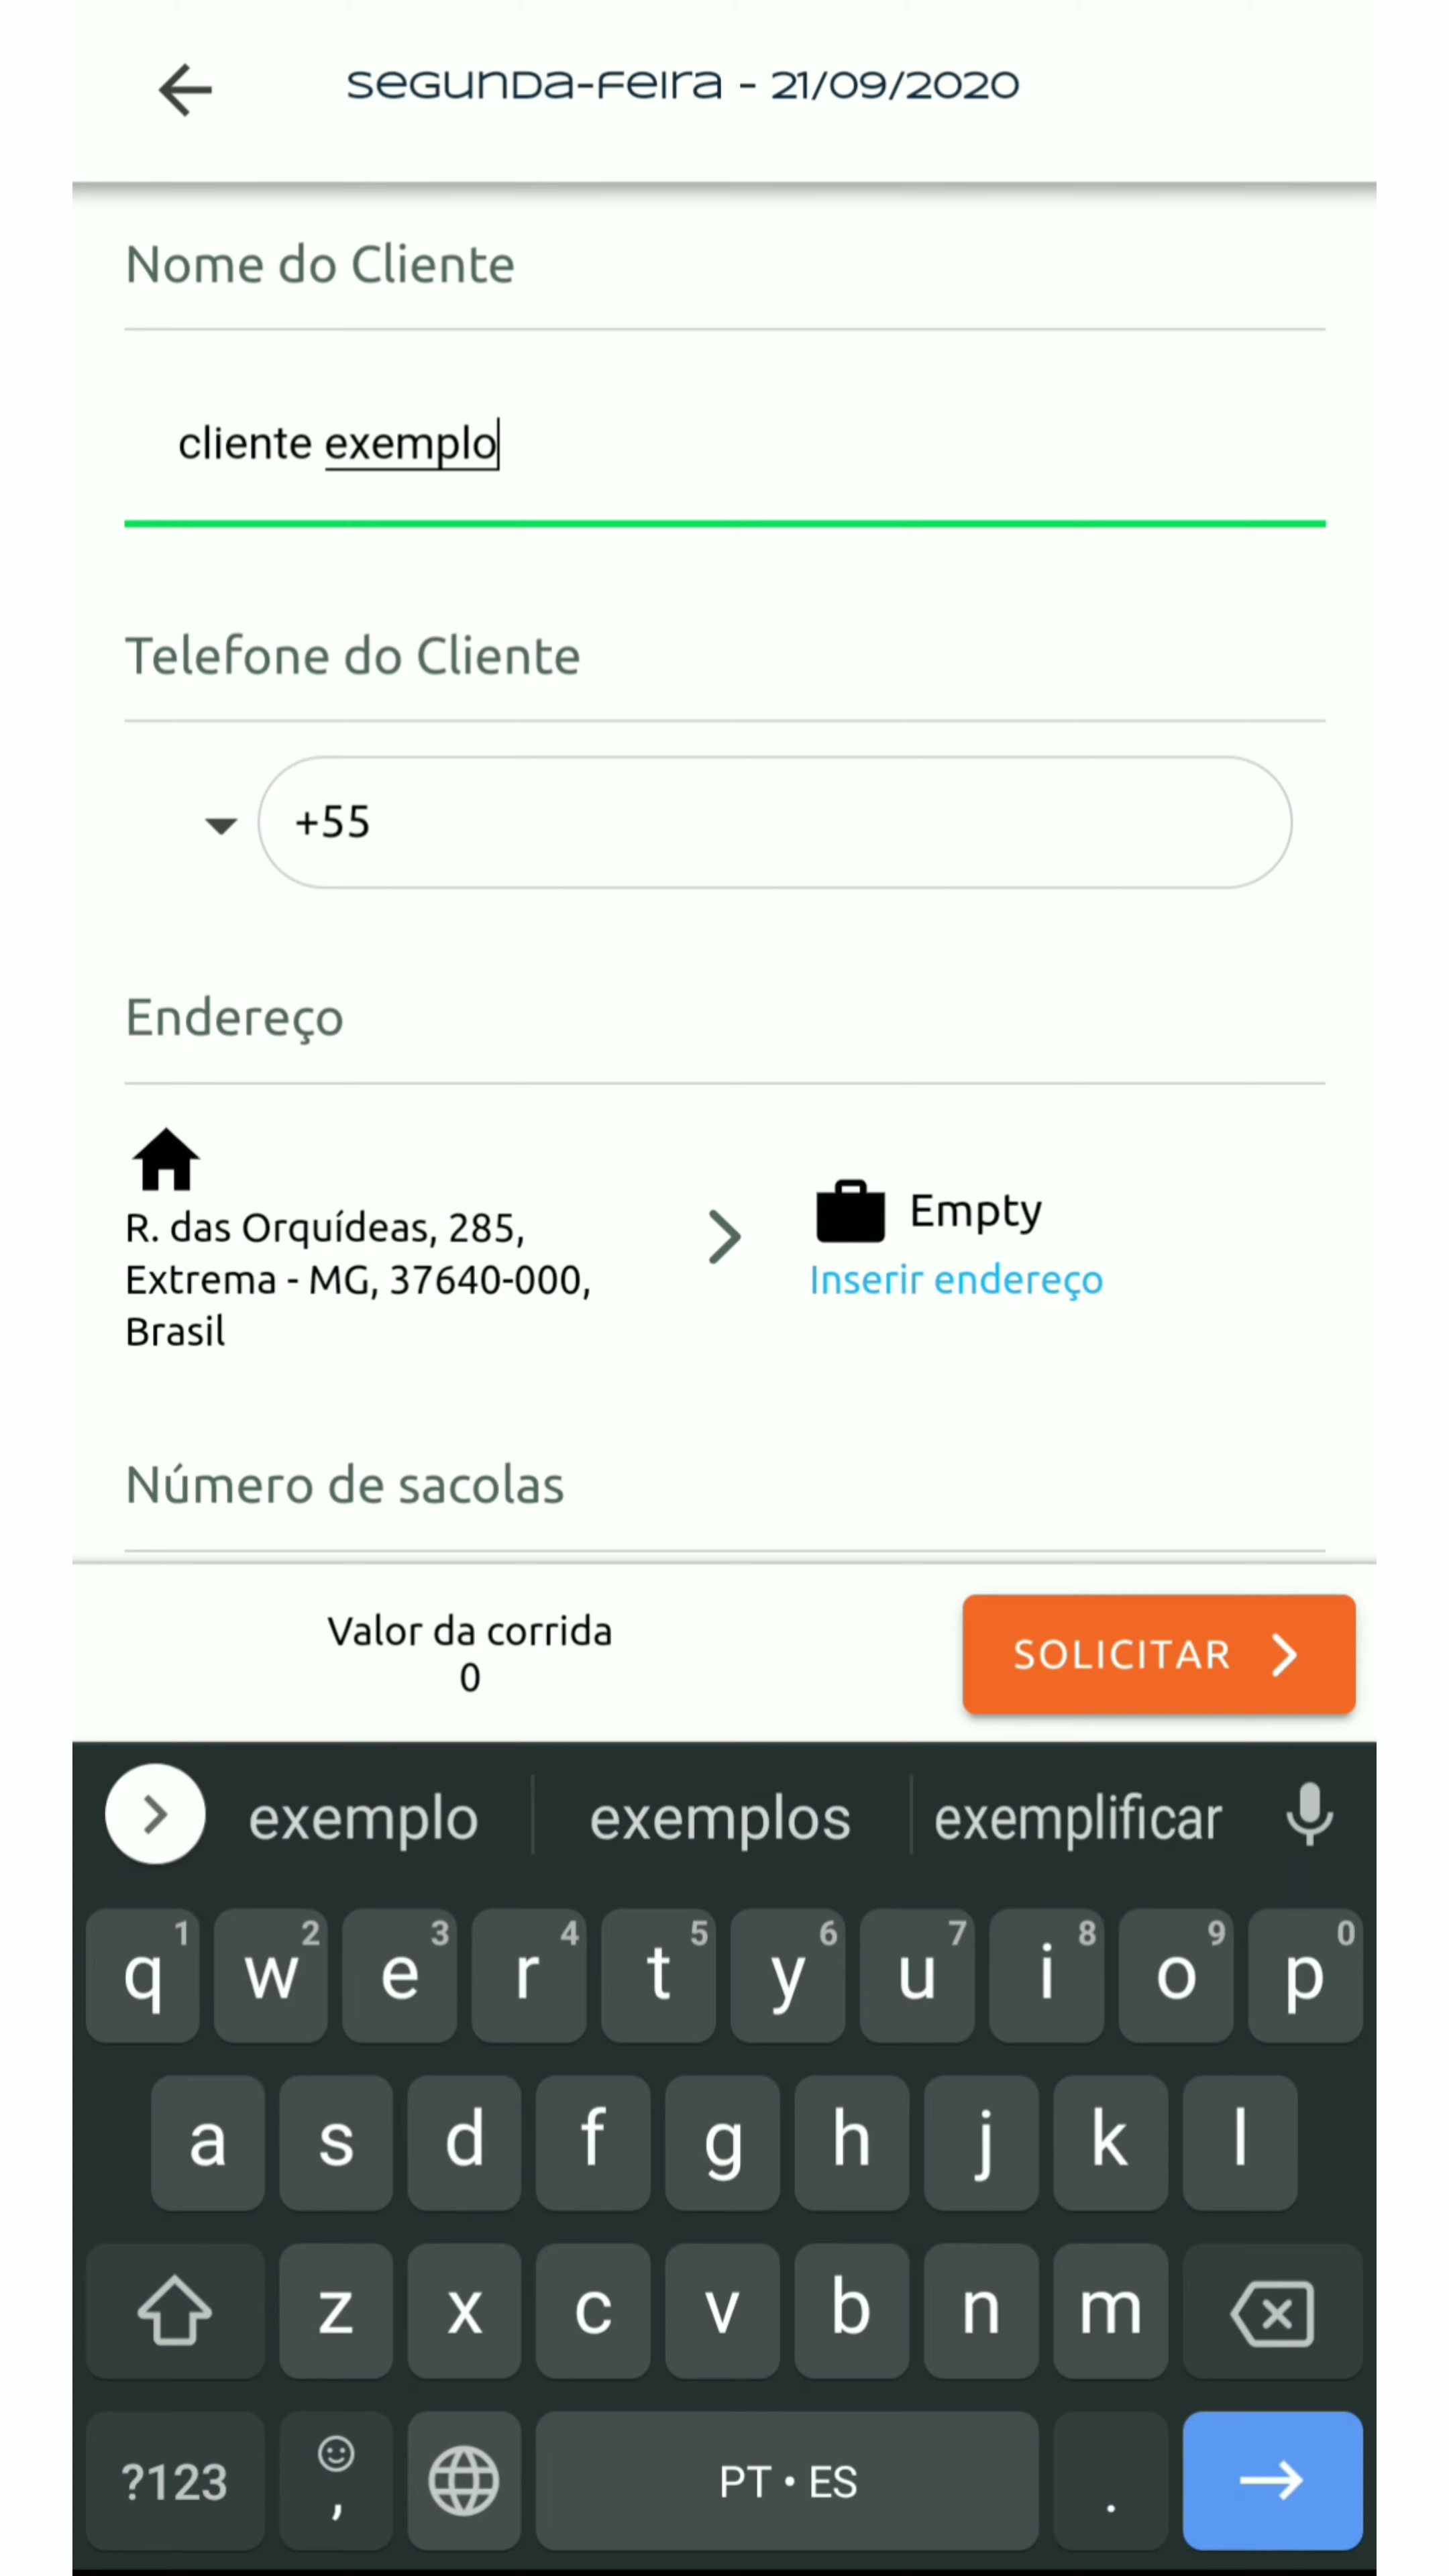 Segunda-Feira - 21/09/2020
Nome do Cliente
cliente exemplo
Telefone do Cliente
+55
Endereço
R. das Orquídeas, 285,
Extrema - MG, 37640-000,
Brasil
Empty
Inserir endereço
Número de sacolas
Valor da corrida
0
SOLICITAR
exemplo exemplos exemplificar
q 1 w 2 e 3 r 4 t 5 y 6 u 7 i 8 o 9 p 0
a s d f g h j k l
z x c v b n m
?123 , PT • ES .